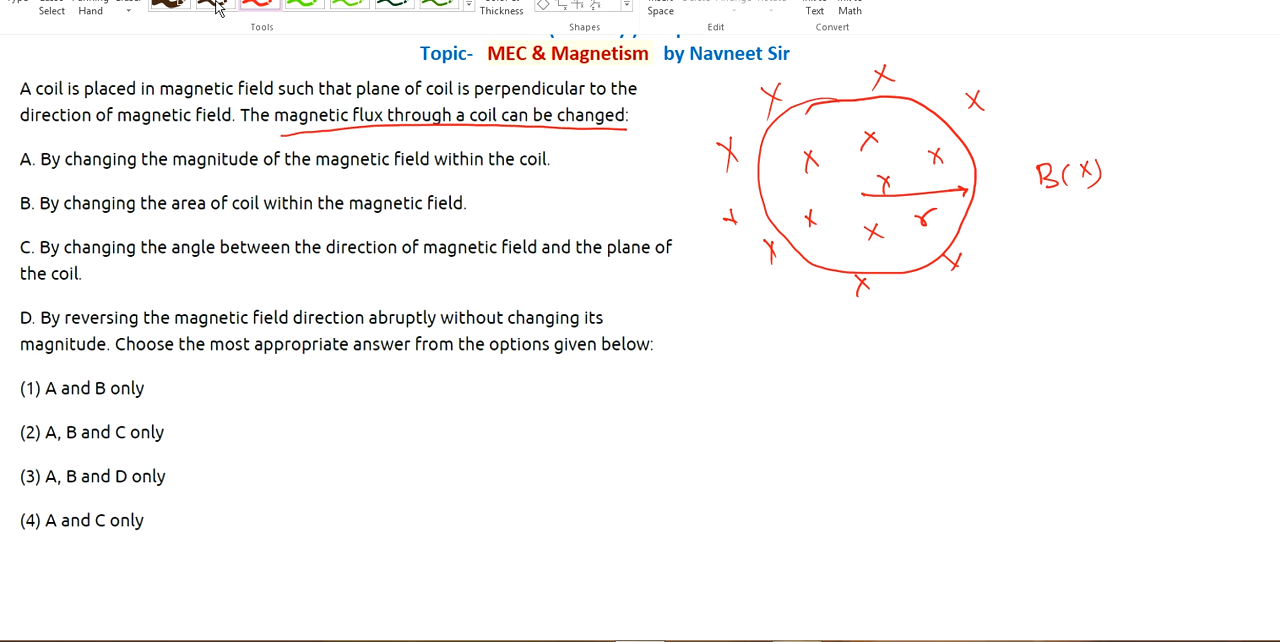 Select
Hand
Thickness
Space
Text
Math
Tools
Shapes
Edit
Convert
Topic- MEC & Magnetism by Navneet Sir
A coil is placed in magnetic field such that plane of coil is perpendicular to the
direction of magnetic field. The magnetic flux through a coil can be changed:
A. By changing the magnitude of the magnetic field within the coil.
B. By changing the area of coil within the magnetic field.
C. By changing the angle between the direction of magnetic field and the plane of
the coil.
D. By reversing the magnetic field direction abruptly without changing its
magnitude. Choose the most appropriate answer from the options given below:
(1) A and B only
(2) A, B and C only
(3) A, B and D only
(4) A and C only
x x x
x x x x
x B(x)
x x x r
x x
x